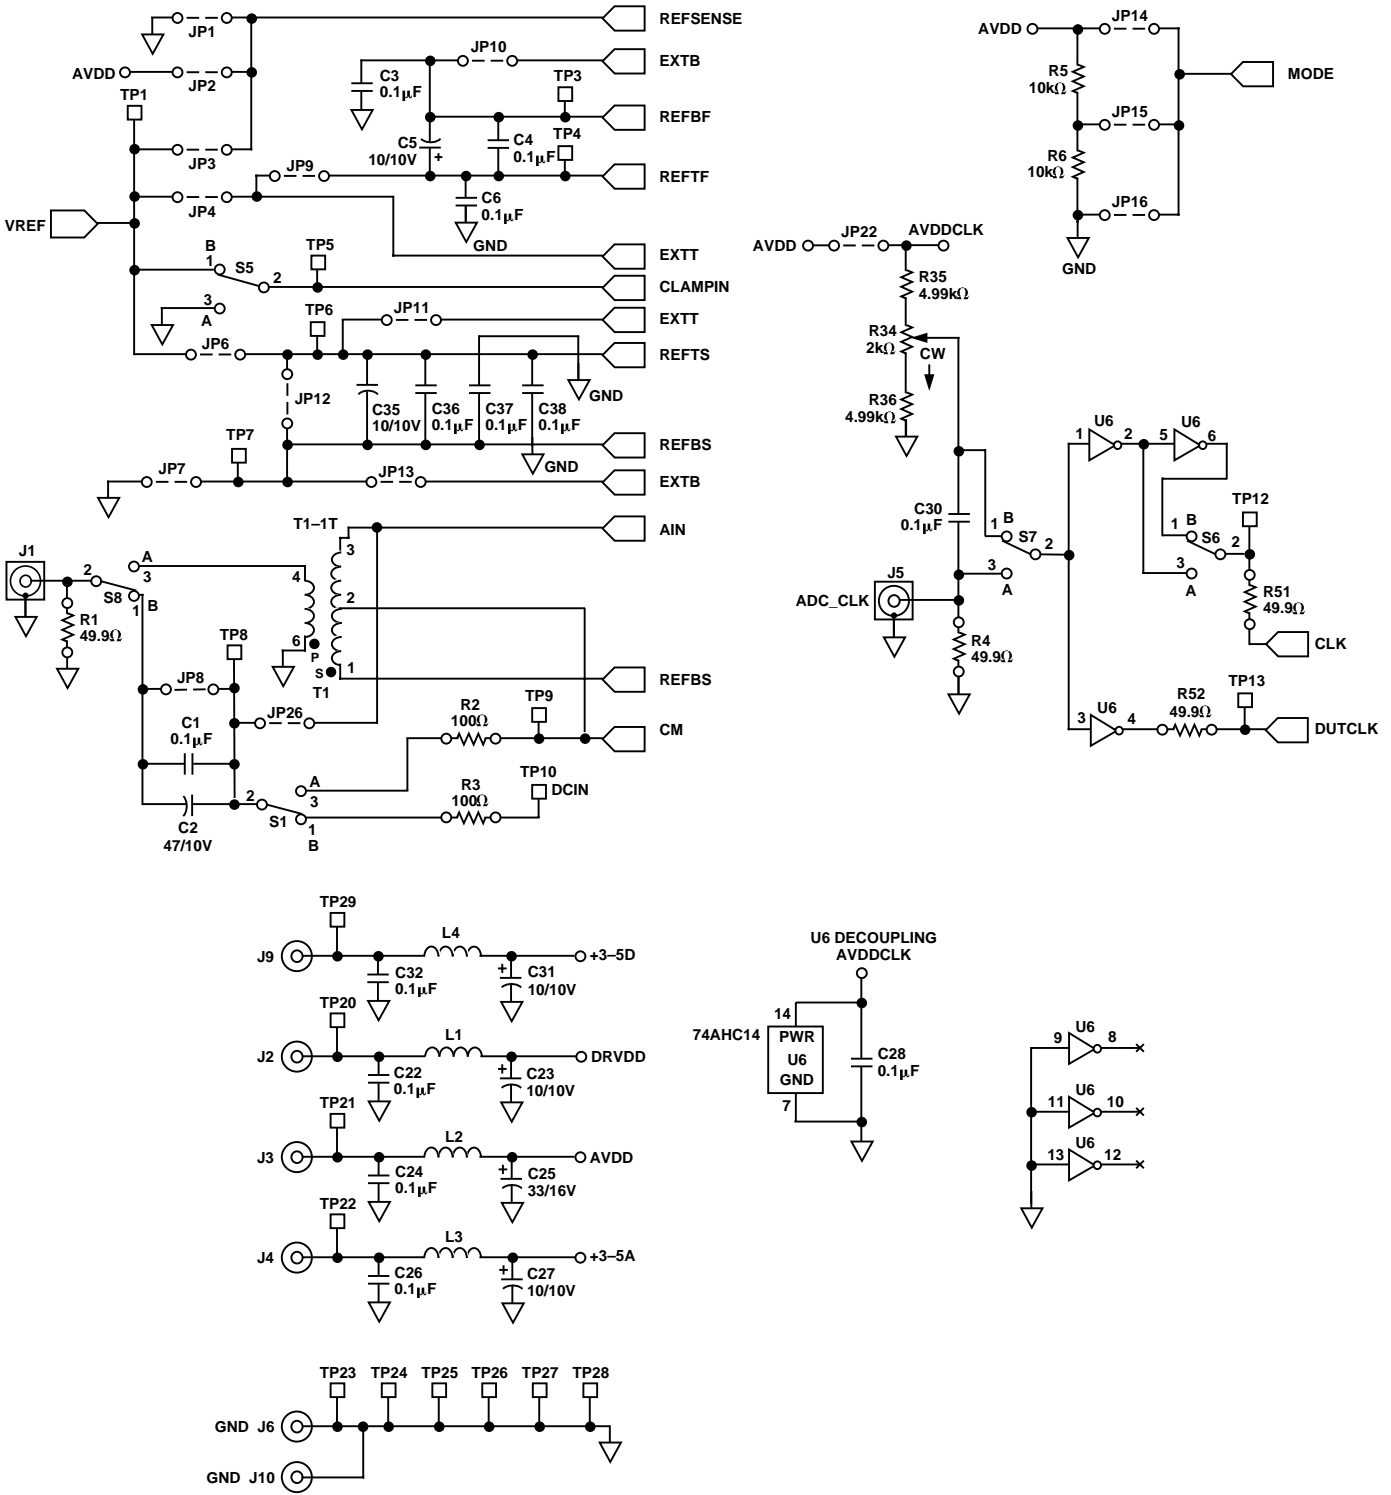 JP1
REFSENSE
AVDD
JP2
TP1
JP3
JP4
VREF
JP9
C3
0.1µF
JP10
EXTB
TP3
REFBF
C5
10/10V
+
C4
0.1µF
TP4
REFTF
C6
0.1µF
GND
EXTT
B
1
S5
2
3
A
TP5
CLAMPIN
TP6
JP11
EXTT
JP6
REFTS
JP12
C35
10/10V
C36
0.1µF
C37
0.1µF
C38
0.1µF
GND
TP7
REFBS
GND
JP7
JP13
EXTB
T1–1T
AIN
J1
A
3
2
S8
1
B
R1
49.9Ω
4
3
2
6
P
S
1
T1
TP8
REFBS
JP8
JP26
C1
0.1µF
R2
100Ω
TP9
CM
A
3
2
S1
1
B
R3
100Ω
TP10
DCIN
C2
47/10V
AVDD
JP14
R5
10kΩ
MODE
JP15
R6
10kΩ
JP16
GND
AVDD
JP22
AVDDCLK
R35
4.99kΩ
R34
2kΩ
CW
R36
4.99kΩ
C30
0.1µF
1
B
S7
2
3
A
J5
ADC_CLK
R4
49.9Ω
U6
1
2
U6
5
6
1
B
S6
2
3
A
TP12
R51
49.9Ω
CLK
U6
3
4
R52
49.9Ω
TP13
DUTCLK
TP29
J9
L4
C32
0.1µF
+
C31
10/10V
+3–5D
TP20
J2
L1
C22
0.1µF
+
C23
10/10V
DRVDD
TP21
J3
L2
C24
0.1µF
+
C25
33/16V
AVDD
TP22
J4
L3
C26
0.1µF
+
C27
10/10V
+3–5A
U6 DECOUPLING
AVDDCLK
14
74AHC14
PWR
U6
GND
7
C28
0.1µF
U6
9
8
U6
11
10
U6
13
12
TP23 TP24 TP25 TP26 TP27 TP28
GND J6
GND J10